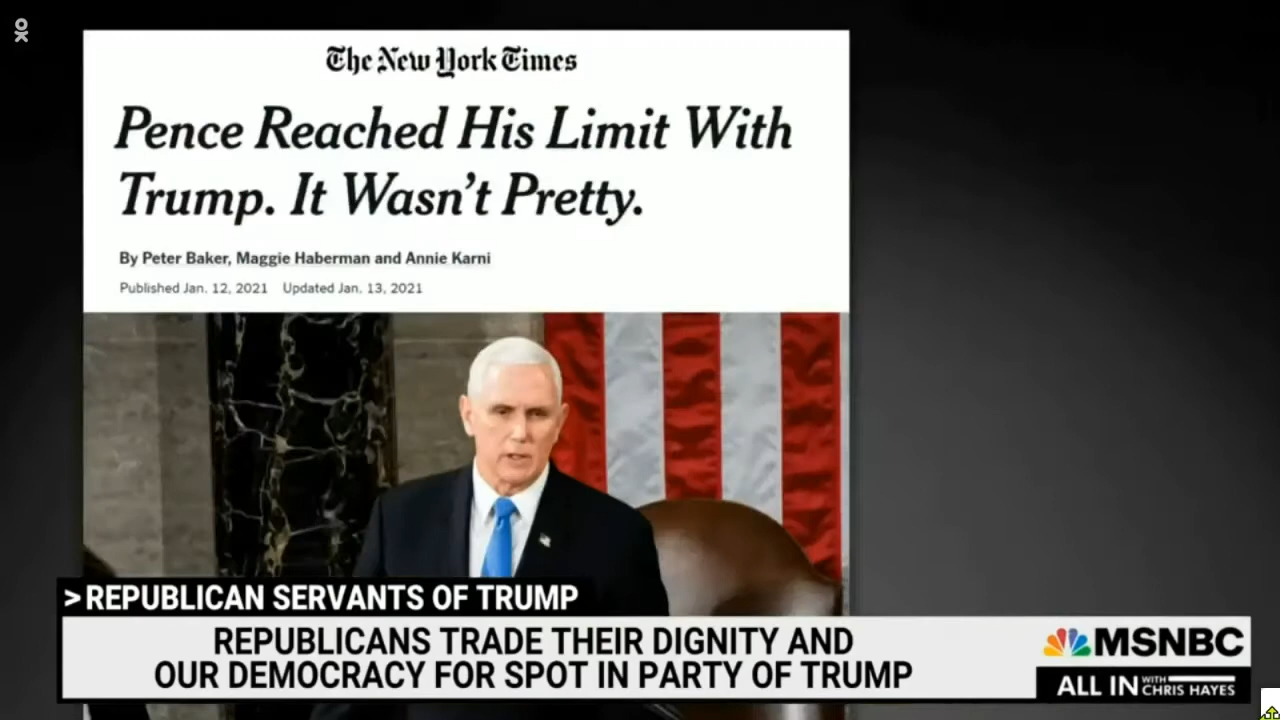 The New York Times
Pence Reached His Limit With
Trump. It Wasn't Pretty.
By Peter Baker, Maggie Haberman and Annie Karni
Published Jan. 12, 2021 Updated Jan. 13, 2021
>REPUBLICAN SERVANTS OF TRUMP
REPUBLICANS TRADE THEIR DIGNITY AND
OUR DEMOCRACY FOR SPOT IN PARTY OF TRUMP
MSNBC
ALL IN WITH CHRIS HAYES